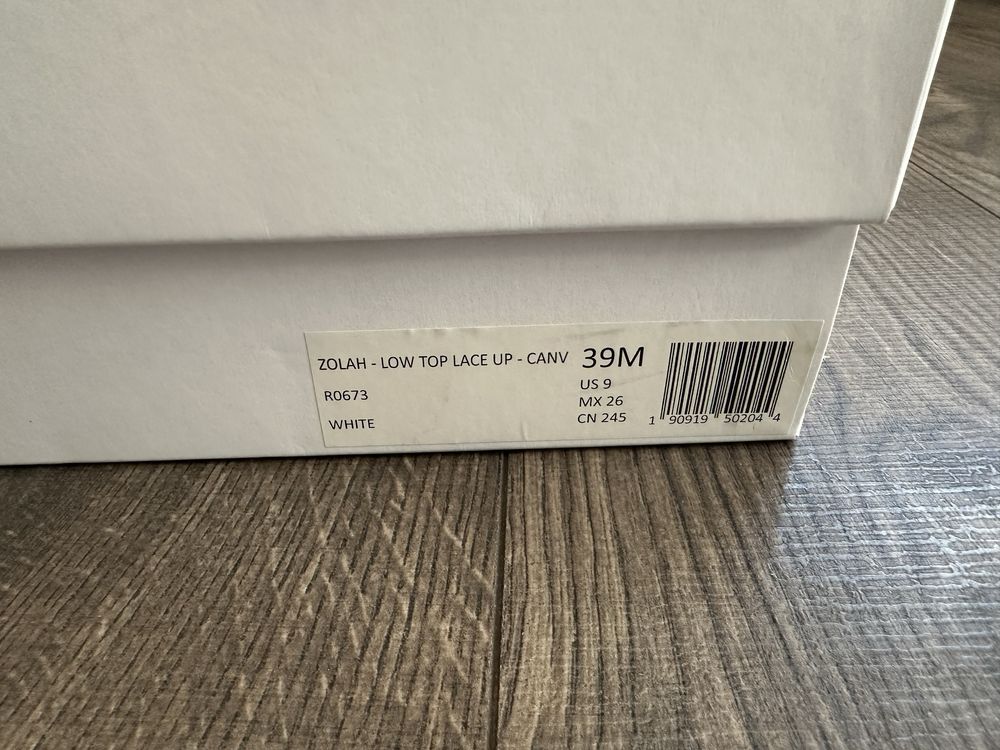 ZOLAH - LOW TOP LACE UP - CANV 39M
R0673
US 9
MX 26
WHITE
CN 245
1 90919 50204 4